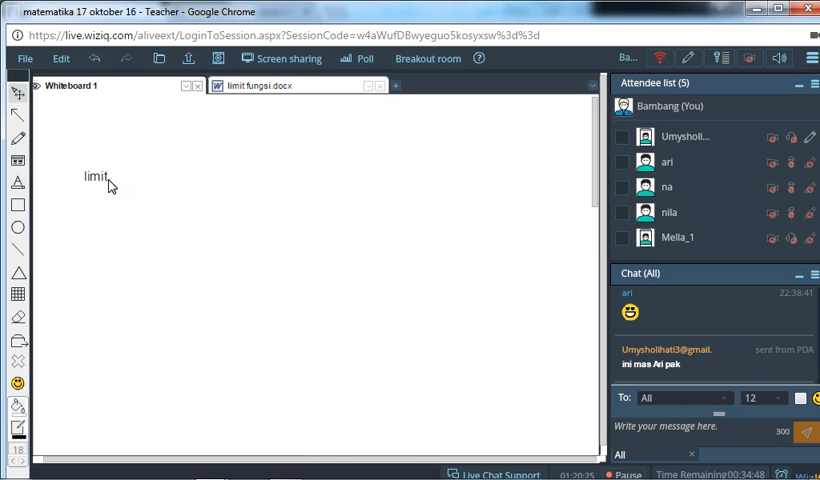 matematika 17 oktober 16 - Teacher - Google Chrome
https://live.wiziq.com/aliveext/LoginToSession.aspx?SessionCode=w4aWufDBwyeguo5kosyxsw%3d%3d
File Edit Screen sharing Poll Breakout room Ba...
Whiteboard 1 limit fungsi.docx
limit
Attendee list (5)
Bambang (You)
Umysholi...
ari
na
nila
Mella_1
Chat (All)
ari 22:38:41
Umysholihati3@gmail. sent from PDA
ini mas Ari pak
To: All 12
Write your message here. 300
All
18
Live Chat Support 01:20:25 Pause Time Remaining 00:34:48